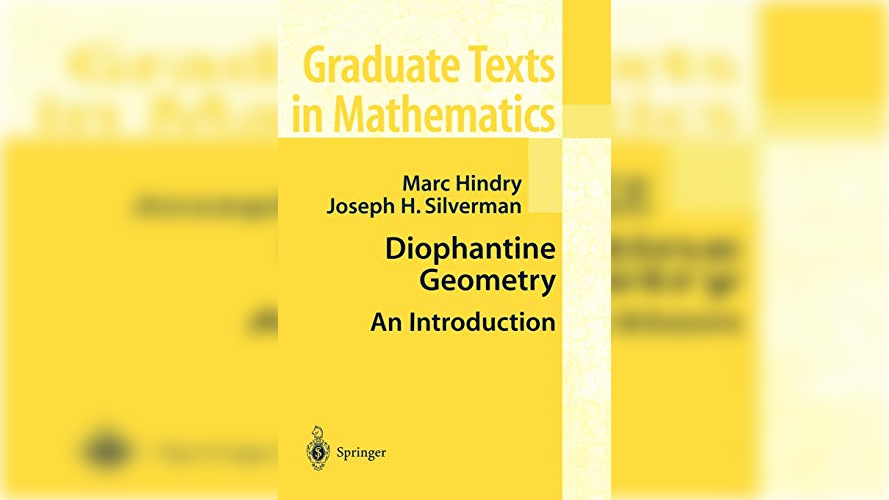 Graduate Texts
in Mathematics
Marc Hindry
Joseph H. Silverman
Diophantine
Geometry
An Introduction
Springer